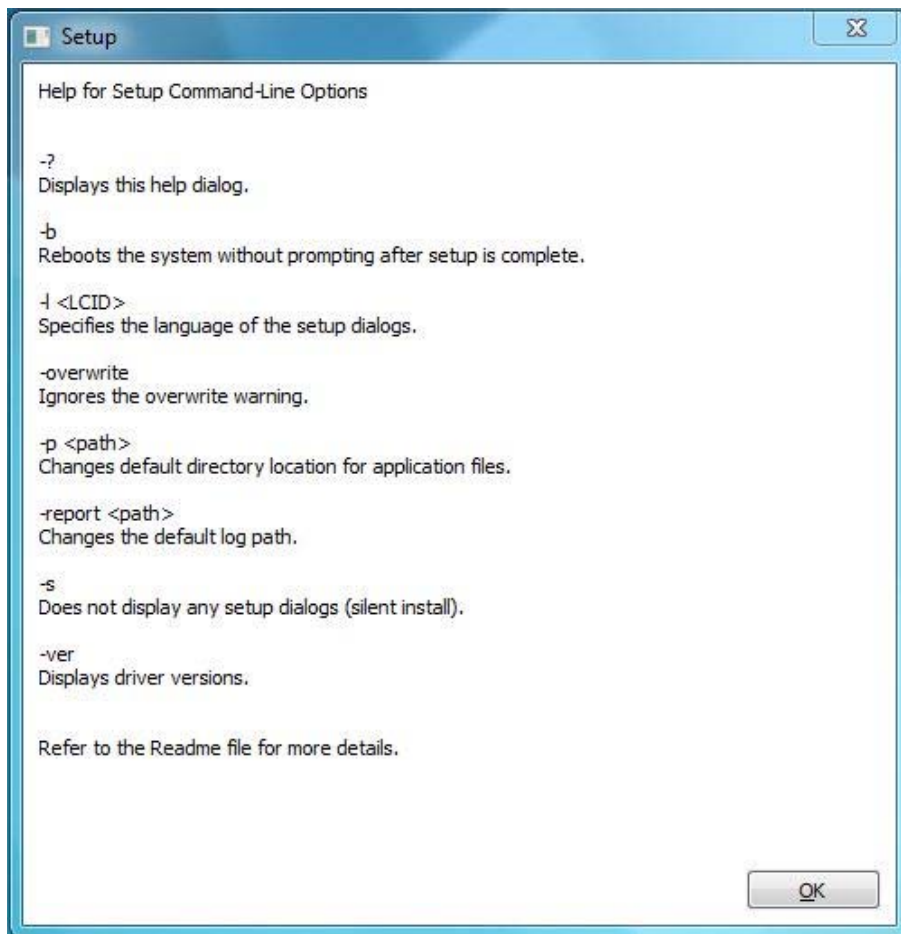 Setup
Help for Setup Command-Line Options
-?
Displays this help dialog.
-b
Reboots the system without prompting after setup is complete.
-l <LCID>
Specifies the language of the setup dialogs.
-overwrite
Ignores the overwrite warning.
-p <path>
Changes default directory location for application files.
-report <path>
Changes the default log path.
-s
Does not display any setup dialogs (silent install).
-ver
Displays driver versions.
Refer to the Readme file for more details.
OK